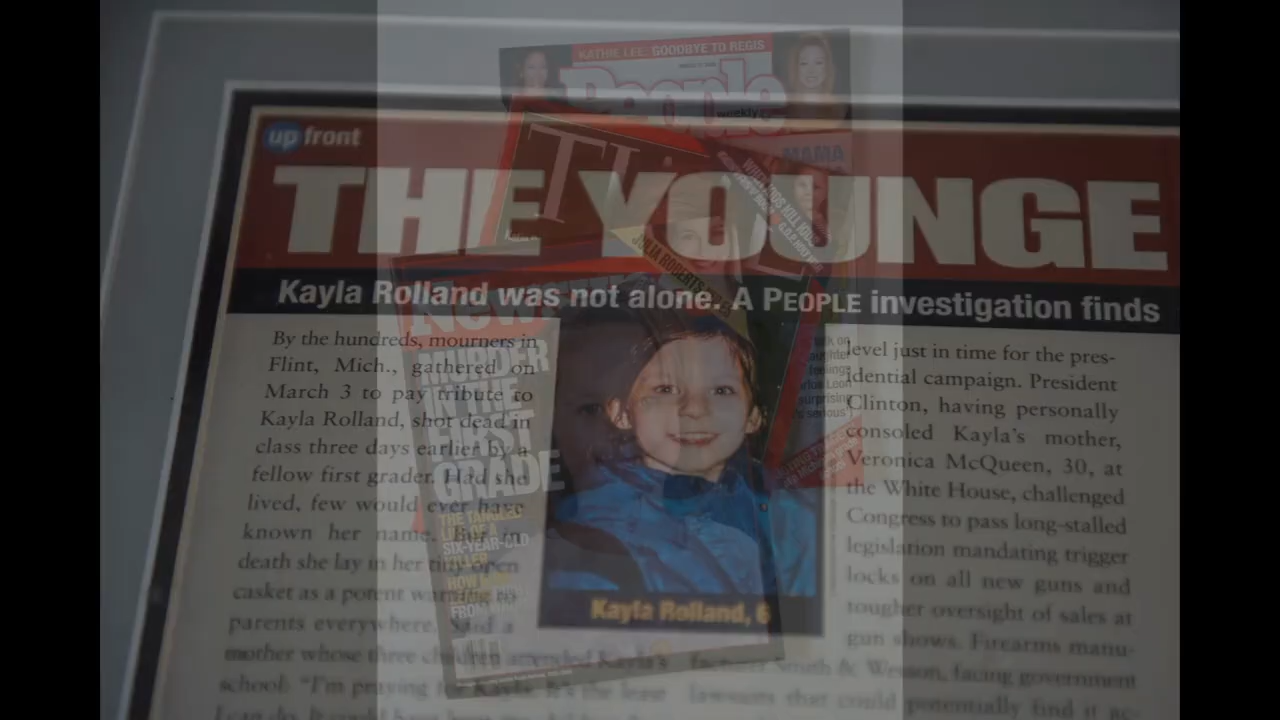 KATHIE LEE: GOODBYE TO REGIS
People
weekly
up front
THE YOUNGE
MAMA
Kayla Rolland was not alone. A PEOPLE investigation finds
JULIA ROBERTS
By the hundreds, mourners in
Flint, Mich., gathered on
March 3 to pay tribute to
Kayla Rolland, shot dead in
class three days earlier by a
fellow first grader. Had she
lived, few would ever have
known her name. But in
death she lay in her tiny open
casket as a potent warning to
parents everywhere. Said a
mother whose three children attended Kayla's
school: "I'm praying for Kayla. It's the least
MURDER
IN THE
FIRST
GRADE
THE TANGLED
LIFE OF A
SIX-YEAR-OLD
KILLER
Kayla Rolland, 6
level just in time for the pres-
idential campaign. President
Clinton, having personally
consoled Kayla's mother,
Veronica McQueen, 30, at
the White House, challenged
Congress to pass long-stalled
legislation mandating trigger
locks on all new guns and
tougher oversight of sales at
gun shows. Firearms manu-
facturer Smith & Wesson, facing government
lawsuits that could potentially find it ac-